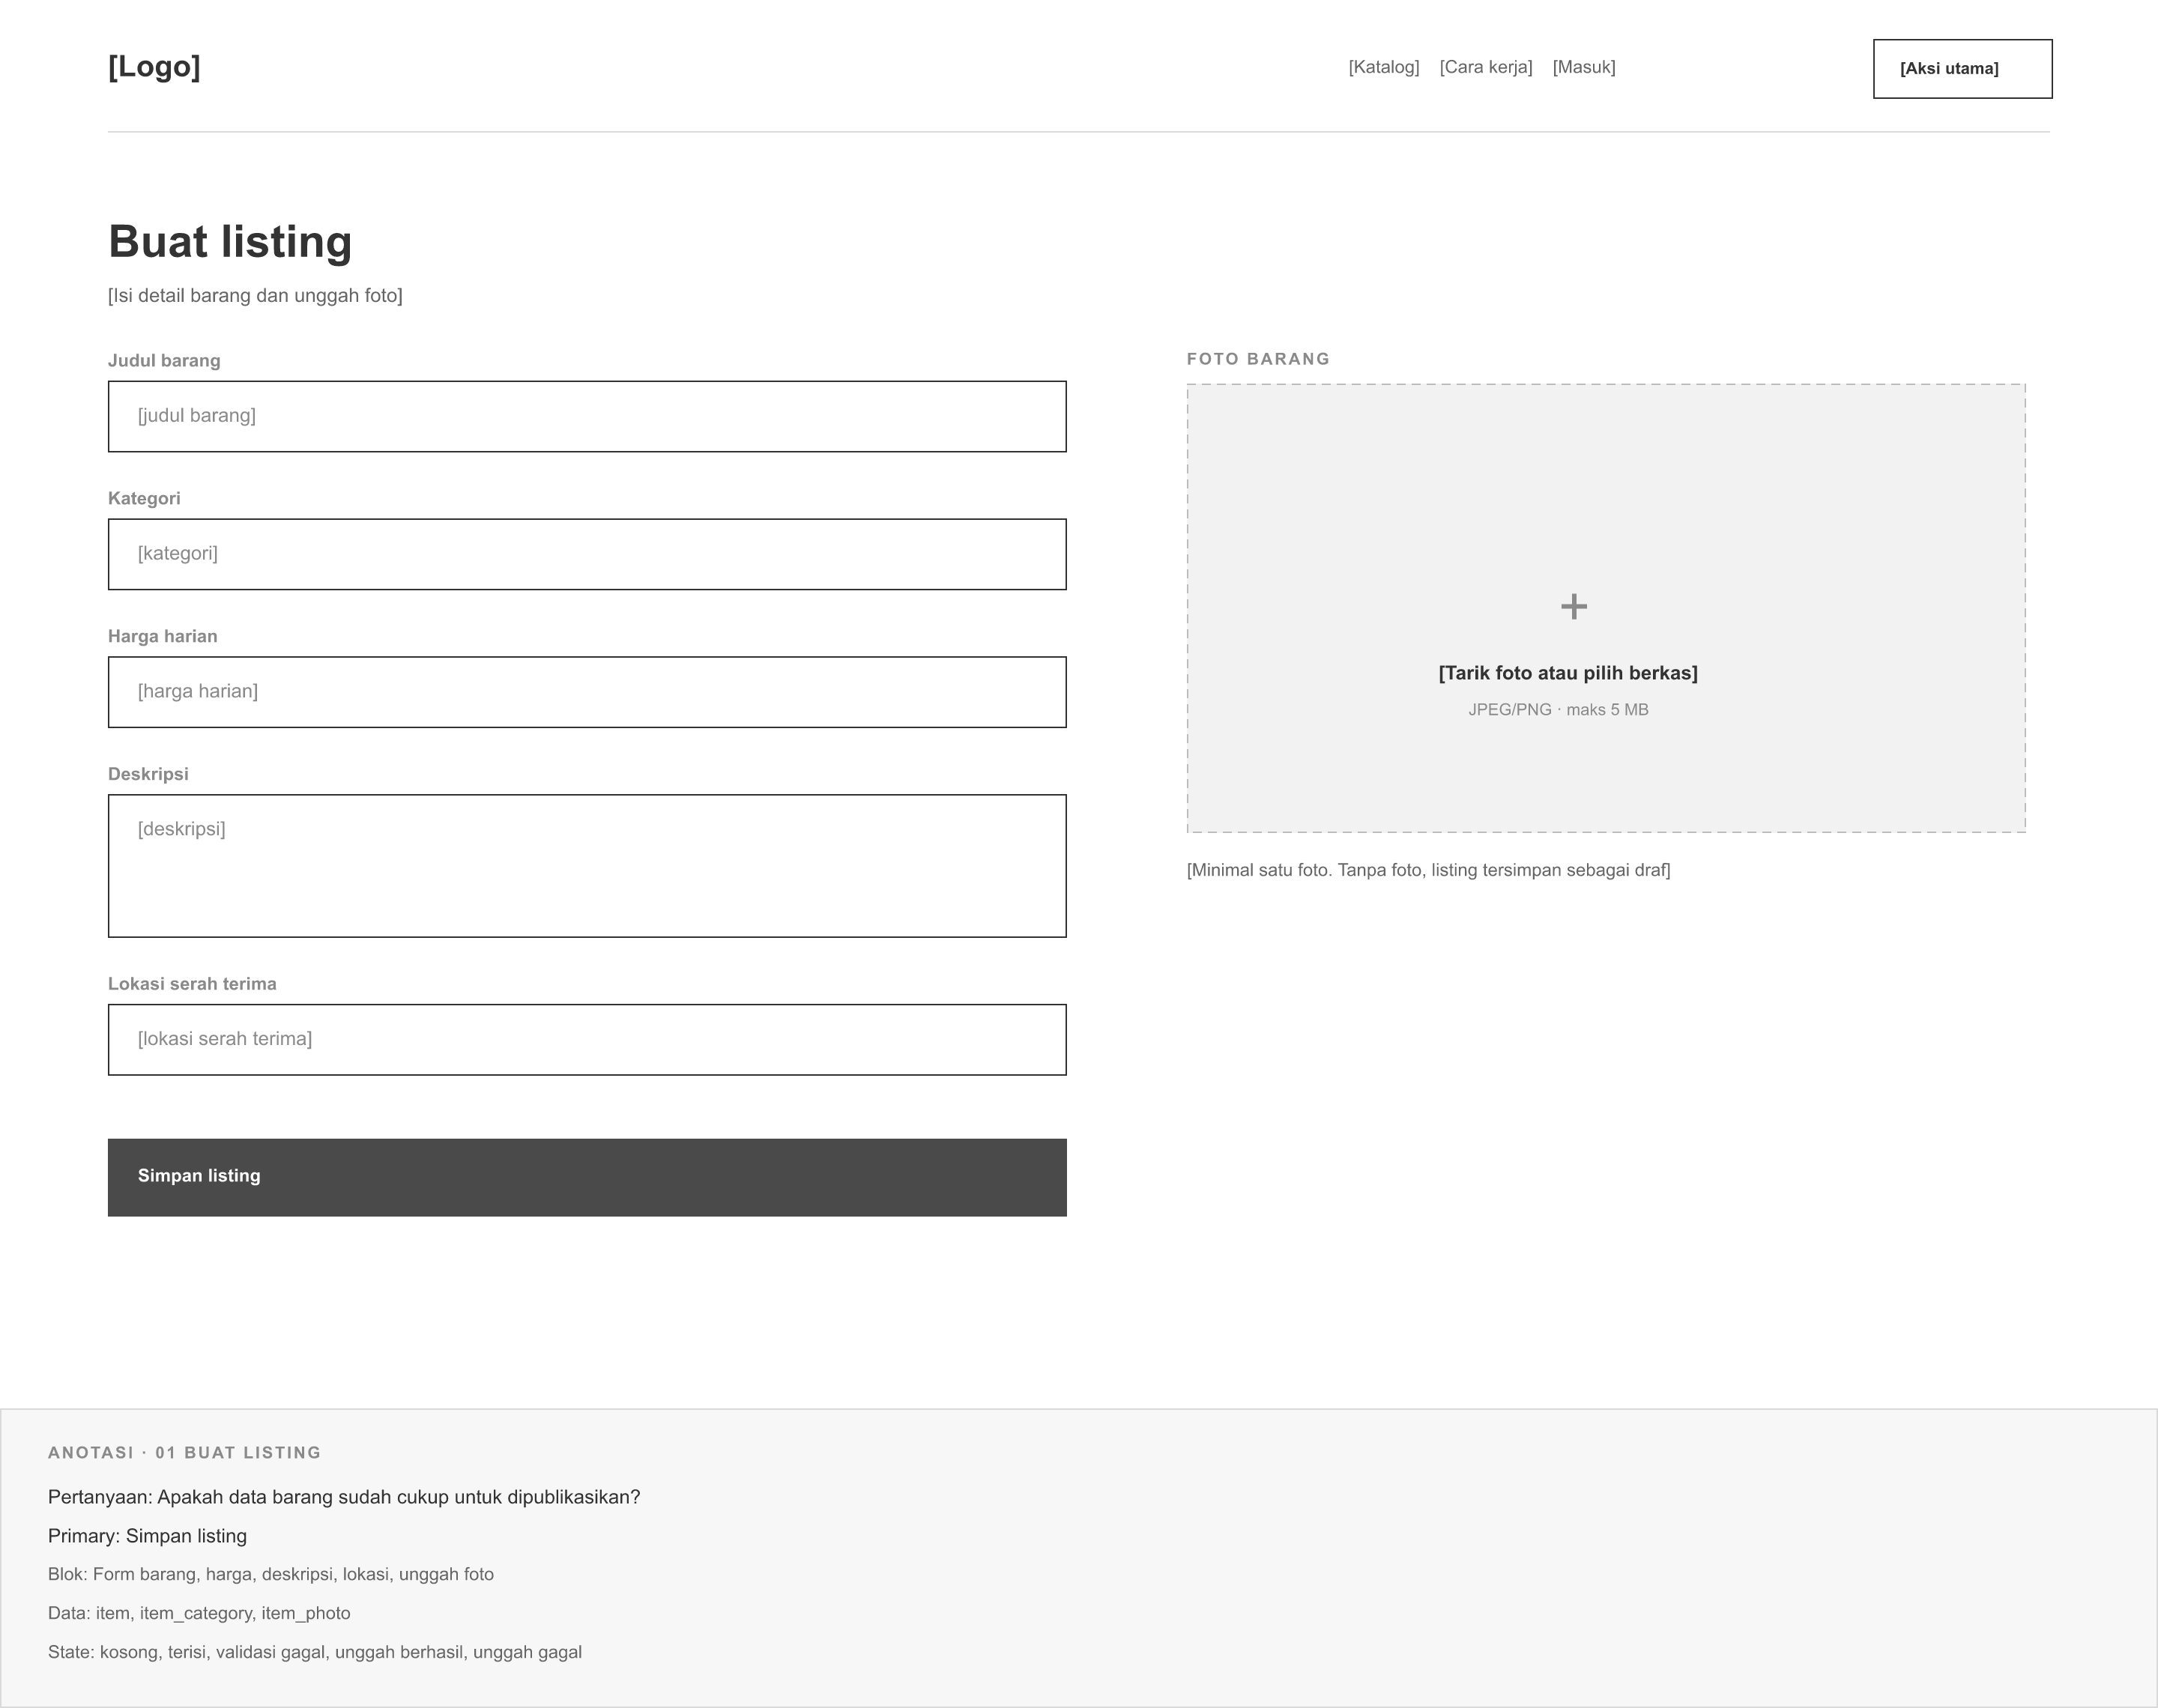 [Logo]
[Katalog] [Cara kerja] [Masuk]
[Aksi utama]
Buat listing
[Isi detail barang dan unggah foto]
Judul barang
[judul barang]
Kategori
[kategori]
Harga harian
[harga harian]
Deskripsi
[deskripsi]
Lokasi serah terima
[lokasi serah terima]
Simpan listing
FOTO BARANG
+
[Tarik foto atau pilih berkas]
JPEG/PNG · maks 5 MB
[Minimal satu foto. Tanpa foto, listing tersimpan sebagai draf]
ANOTASI · 01 BUAT LISTING
Pertanyaan: Apakah data barang sudah cukup untuk dipublikasikan?
Primary: Simpan listing
Blok: Form barang, harga, deskripsi, lokasi, unggah foto
Data: item, item_category, item_photo
State: kosong, terisi, validasi gagal, unggah berhasil, unggah gagal